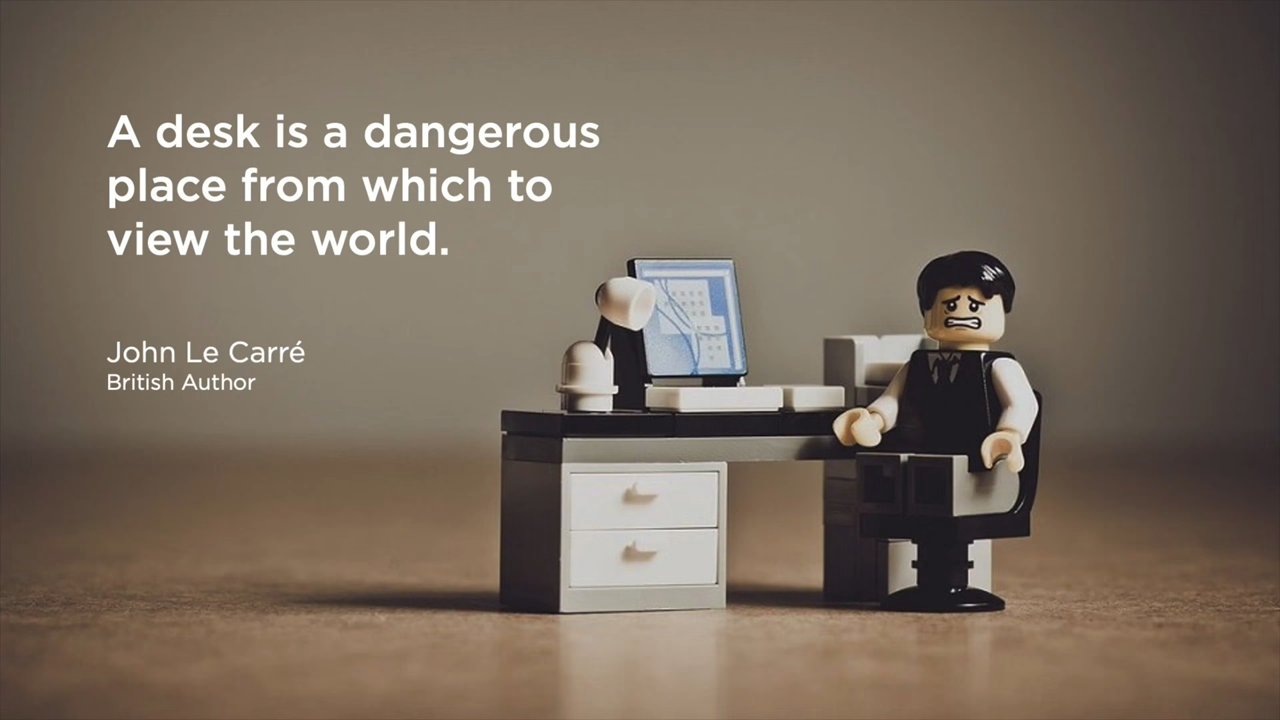 A desk is a dangerous
place from which to
view the world.
John Le Carré
British Author